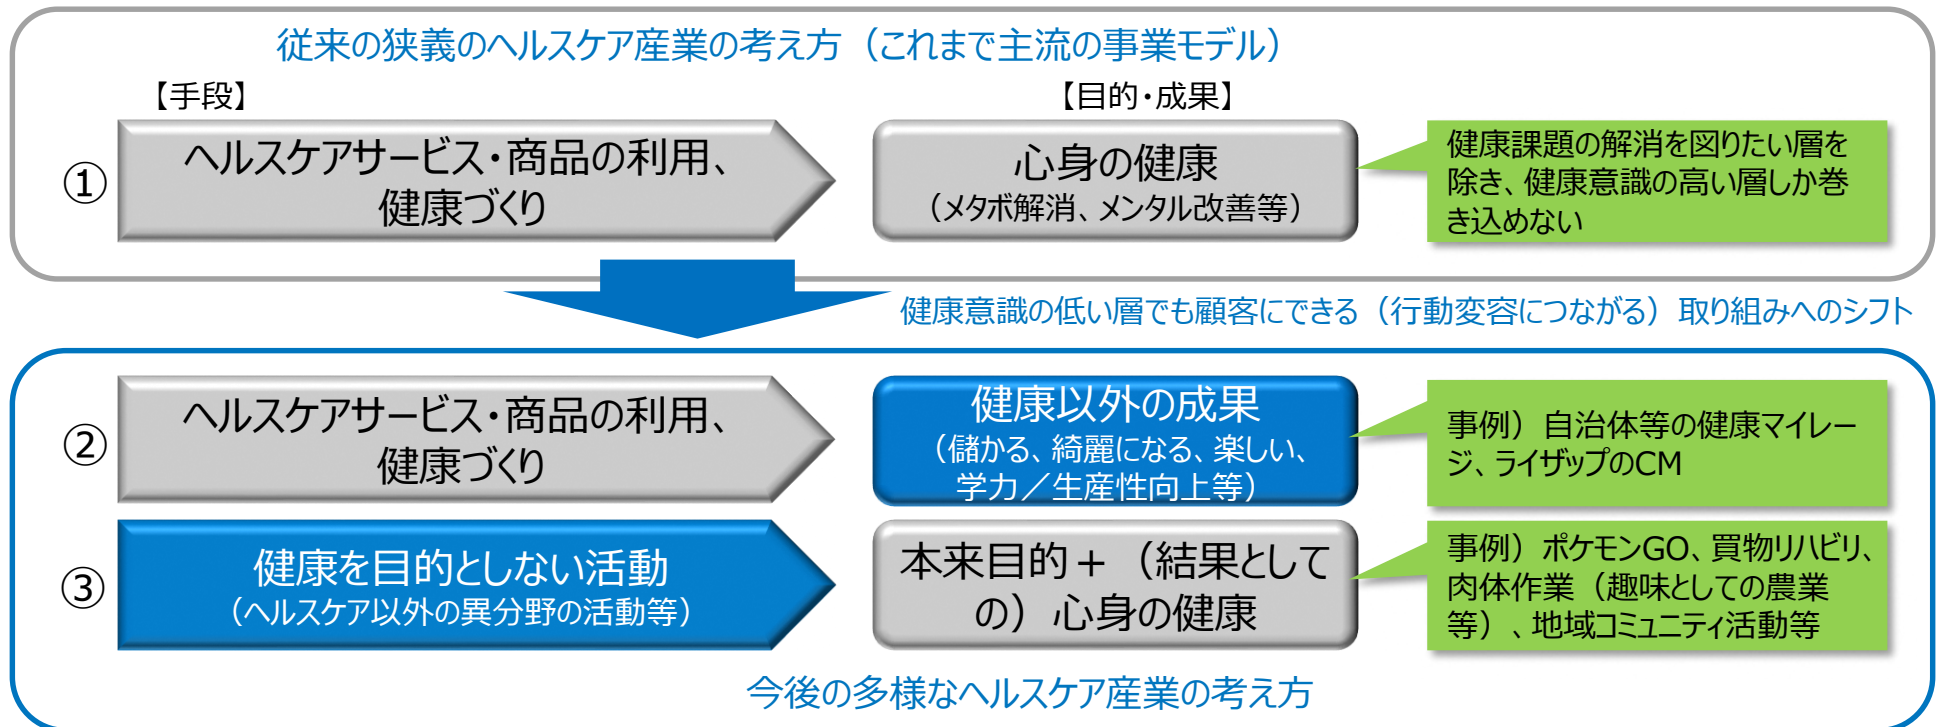 従来の狭義のヘルスケア産業の考え方（これまで主流の事業モデル）
【手段】
【目的・成果】
①
ヘルスケアサービス・商品の利用、
健康づくり
心身の健康
（メタボ解消、メンタル改善等）
健康課題の解消を図りたい層を
除き、健康意識の高い層しか巻
き込めない
健康意識の低い層でも顧客にできる（行動変容につながる）取り組みへのシフト
②
ヘルスケアサービス・商品の利用、
健康づくり
健康以外の成果
（儲かる、綺麗になる、楽しい、
学力／生産性向上等）
事例）自治体等の健康マイレー
ジ、ライザップのCM
③
健康を目的としない活動
（ヘルスケア以外の異分野の活動等）
本来目的＋（結果として
の）心身の健康
事例）ポケモンGO、買物リハビリ、
肉体作業（趣味としての農業
等）、地域コミュニティ活動等
今後の多様なヘルスケア産業の考え方